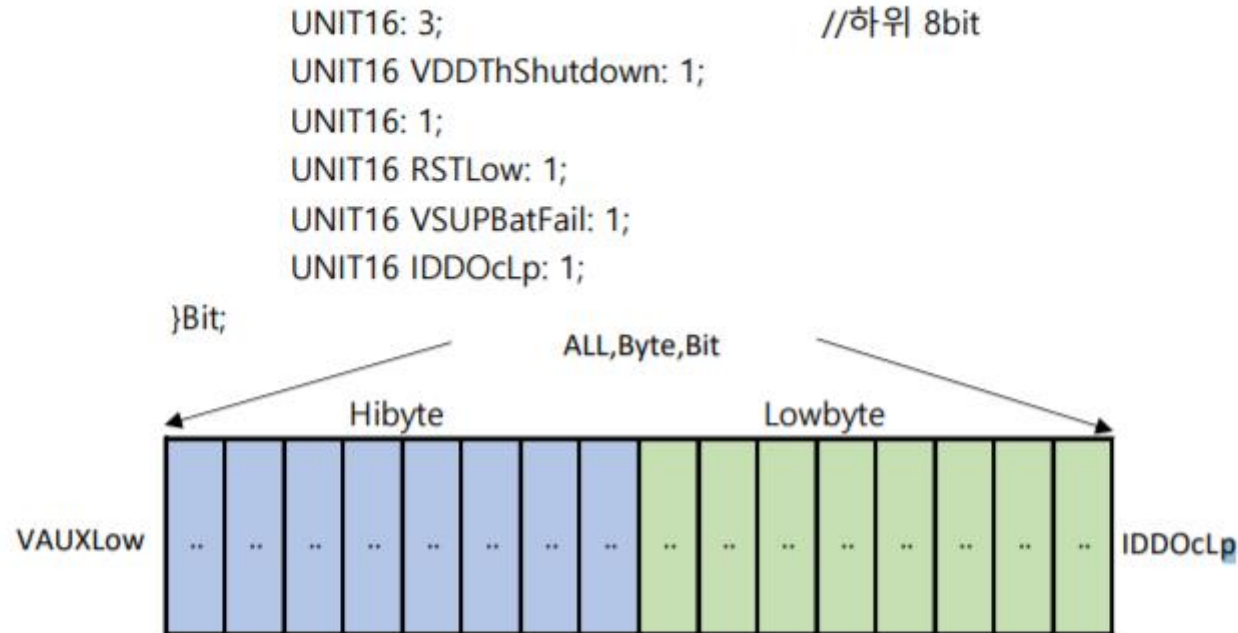 UNIT16: 3; //하위 8bit
UNIT16 VDDThShutdown: 1;
UNIT16: 1;
UNIT16 RSTLow: 1;
UNIT16 VSUPBatFail: 1;
UNIT16 IDDOcLp: 1;
}Bit;
ALL,Byte,Bit
Hibyte Lowbyte
VAUXLow .. .. .. .. .. .. .. .. .. .. .. .. .. .. .. .. IDDOcLp